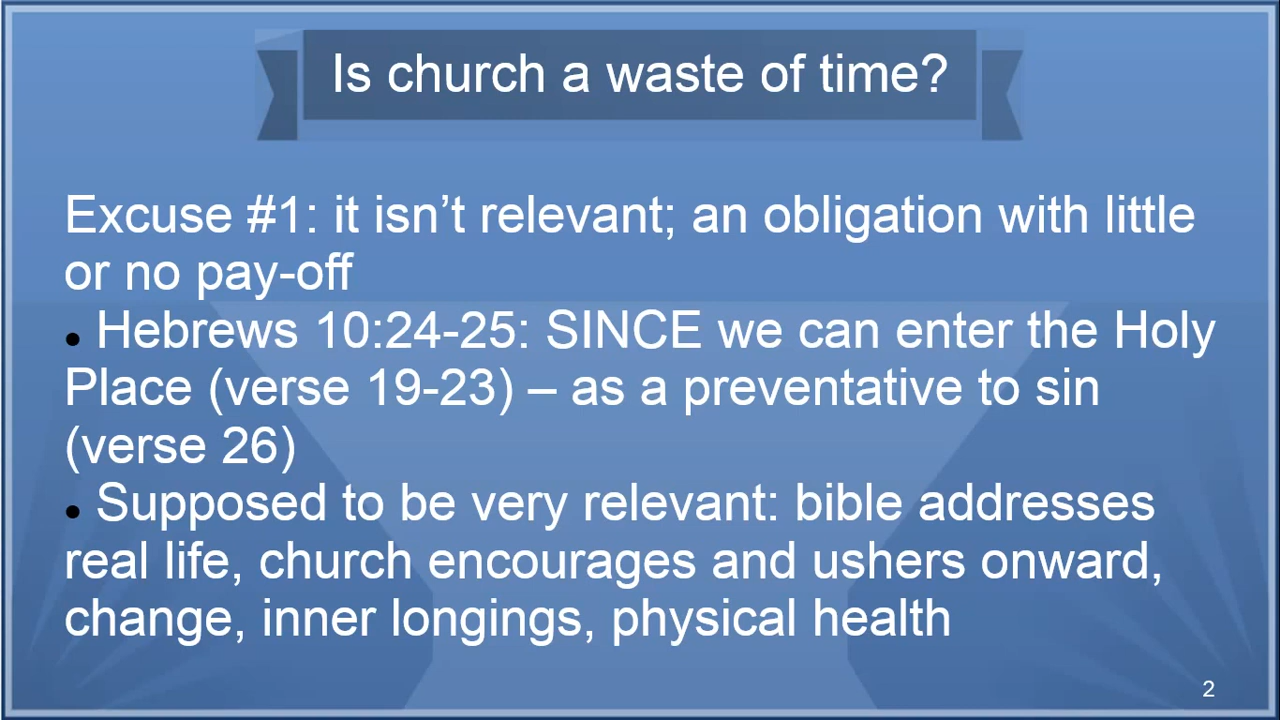 Is church a waste of time?
Excuse #1: it isn’t relevant; an obligation with little
or no pay-off
● Hebrews 10:24-25: SINCE we can enter the Holy
Place (verse 19-23) – as a preventative to sin
(verse 26)
● Supposed to be very relevant: bible addresses
real life, church encourages and ushers onward,
change, inner longings, physical health
2